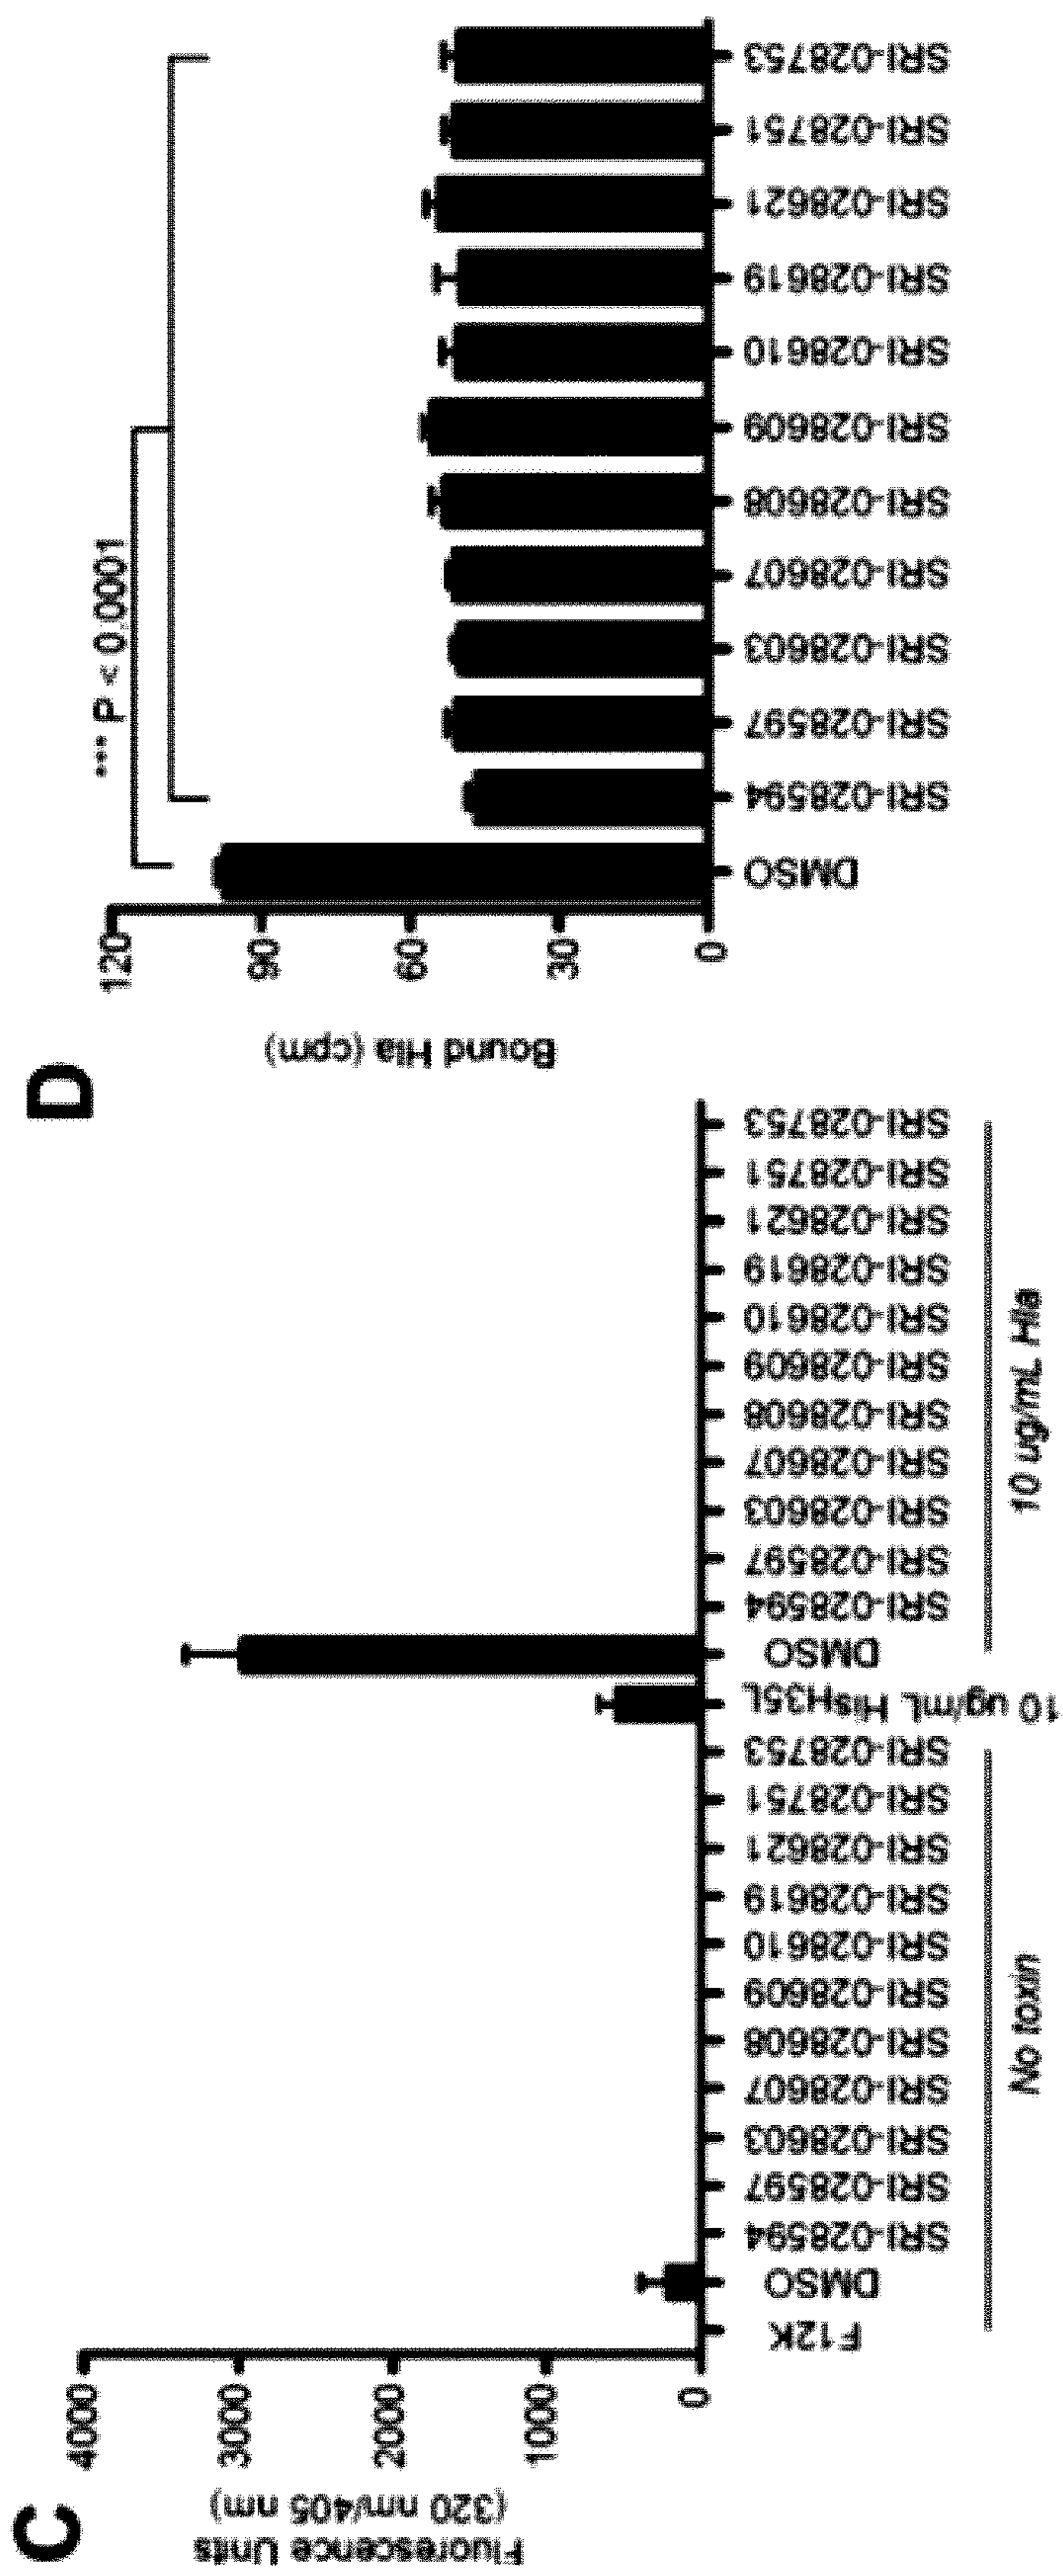 C
Fluorescence Units
(320 nm/405 nm)
4000
3000
2000
1000
0
F12K
DMSO
SRI-028594
SRI-028597
SRI-028603
SRI-028607
SRI-028608
SRI-028609
SRI-028610
SRI-028619
SRI-028621
SRI-028751
SRI-028753
10 ug/mL HlaH35L
DMSO
SRI-028594
SRI-028597
SRI-028603
SRI-028607
SRI-028608
SRI-028609
SRI-028610
SRI-028619
SRI-028621
SRI-028751
SRI-028753
No toxin
10 ug/mL Hla
D
Bound Hla (cpm)
120
90
60
30
0
*** P < 0.0001
DMSO
SRI-028594
SRI-028597
SRI-028603
SRI-028607
SRI-028608
SRI-028609
SRI-028610
SRI-028619
SRI-028621
SRI-028751
SRI-028753